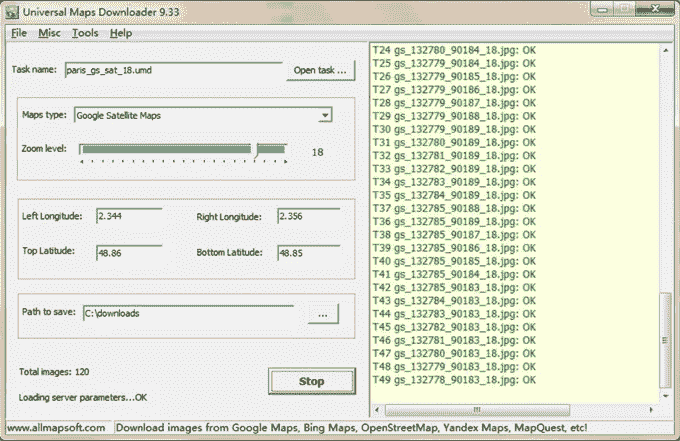 Universal Maps Downloader 9.33
File Misc Tools Help
Task name: paris_gs_sat_18.umd Open task ...
Maps type: Google Satellite Maps
Zoom level: 18
Left Longitude: 2.344 Right Longitude: 2.356
Top Latitude: 48.86 Bottom Latitude: 48.85
Path to save: C:\downloads ...
Total images: 120
Stop
Loading server parameters...OK
T24 gs_132780_90184_18.jpg: OK
T25 gs_132779_90184_18.jpg: OK
T26 gs_132779_90185_18.jpg: OK
T27 gs_132779_90186_18.jpg: OK
T28 gs_132779_90187_18.jpg: OK
T29 gs_132779_90188_18.jpg: OK
T30 gs_132779_90189_18.jpg: OK
T31 gs_132780_90189_18.jpg: OK
T32 gs_132781_90189_18.jpg: OK
T33 gs_132782_90189_18.jpg: OK
T34 gs_132783_90189_18.jpg: OK
T35 gs_132784_90189_18.jpg: OK
T37 gs_132785_90188_18.jpg: OK
T36 gs_132785_90189_18.jpg: OK
T38 gs_132785_90187_18.jpg: OK
T39 gs_132785_90186_18.jpg: OK
T40 gs_132785_90185_18.jpg: OK
T41 gs_132785_90184_18.jpg: OK
T42 gs_132785_90183_18.jpg: OK
T43 gs_132784_90183_18.jpg: OK
T44 gs_132783_90183_18.jpg: OK
T45 gs_132782_90183_18.jpg: OK
T46 gs_132781_90183_18.jpg: OK
T47 gs_132780_90183_18.jpg: OK
T48 gs_132779_90183_18.jpg: OK
T49 gs_132778_90183_18.jpg: OK
www.allmapsoft.com Download images from Google Maps, Bing Maps, OpenStreetMap, Yandex Maps, MapQuest, etc!